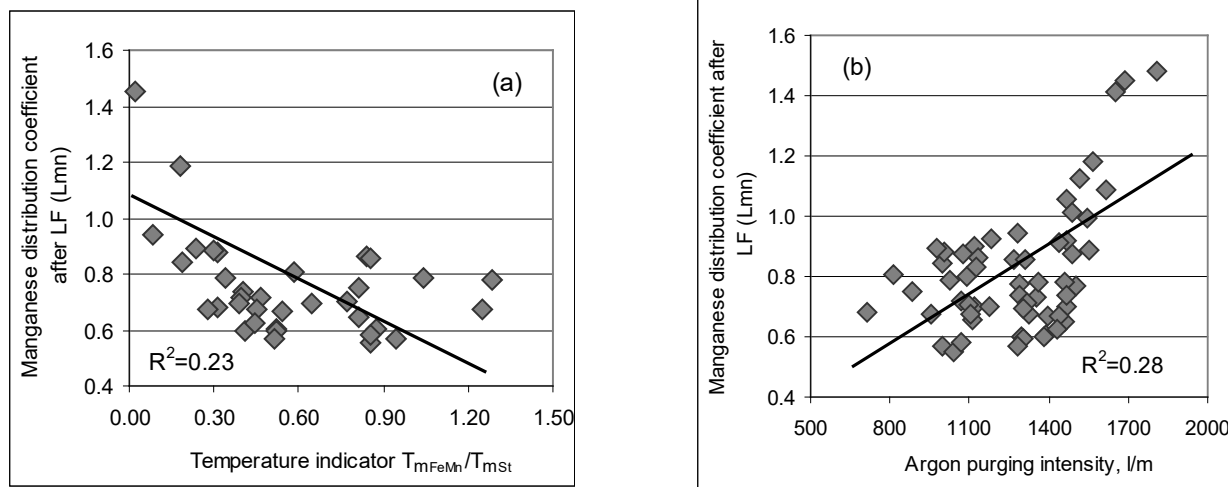 Manganese distribution coefficient
after LF (Lmn)
1.6
1.4
1.2
1.0
0.8
0.6
0.4
(a)
R²=0.23
0.00 0.30 0.60 0.90 1.20 1.50
Temperature indicator TmFeMn/TmSt
Manganese distribution coefficient after
LF (Lmn)
1.6
1.4
1.2
1.0
0.8
0.6
0.4
(b)
R²=0.28
500 800 1100 1400 1700 2000
Argon purging intensity, l/m